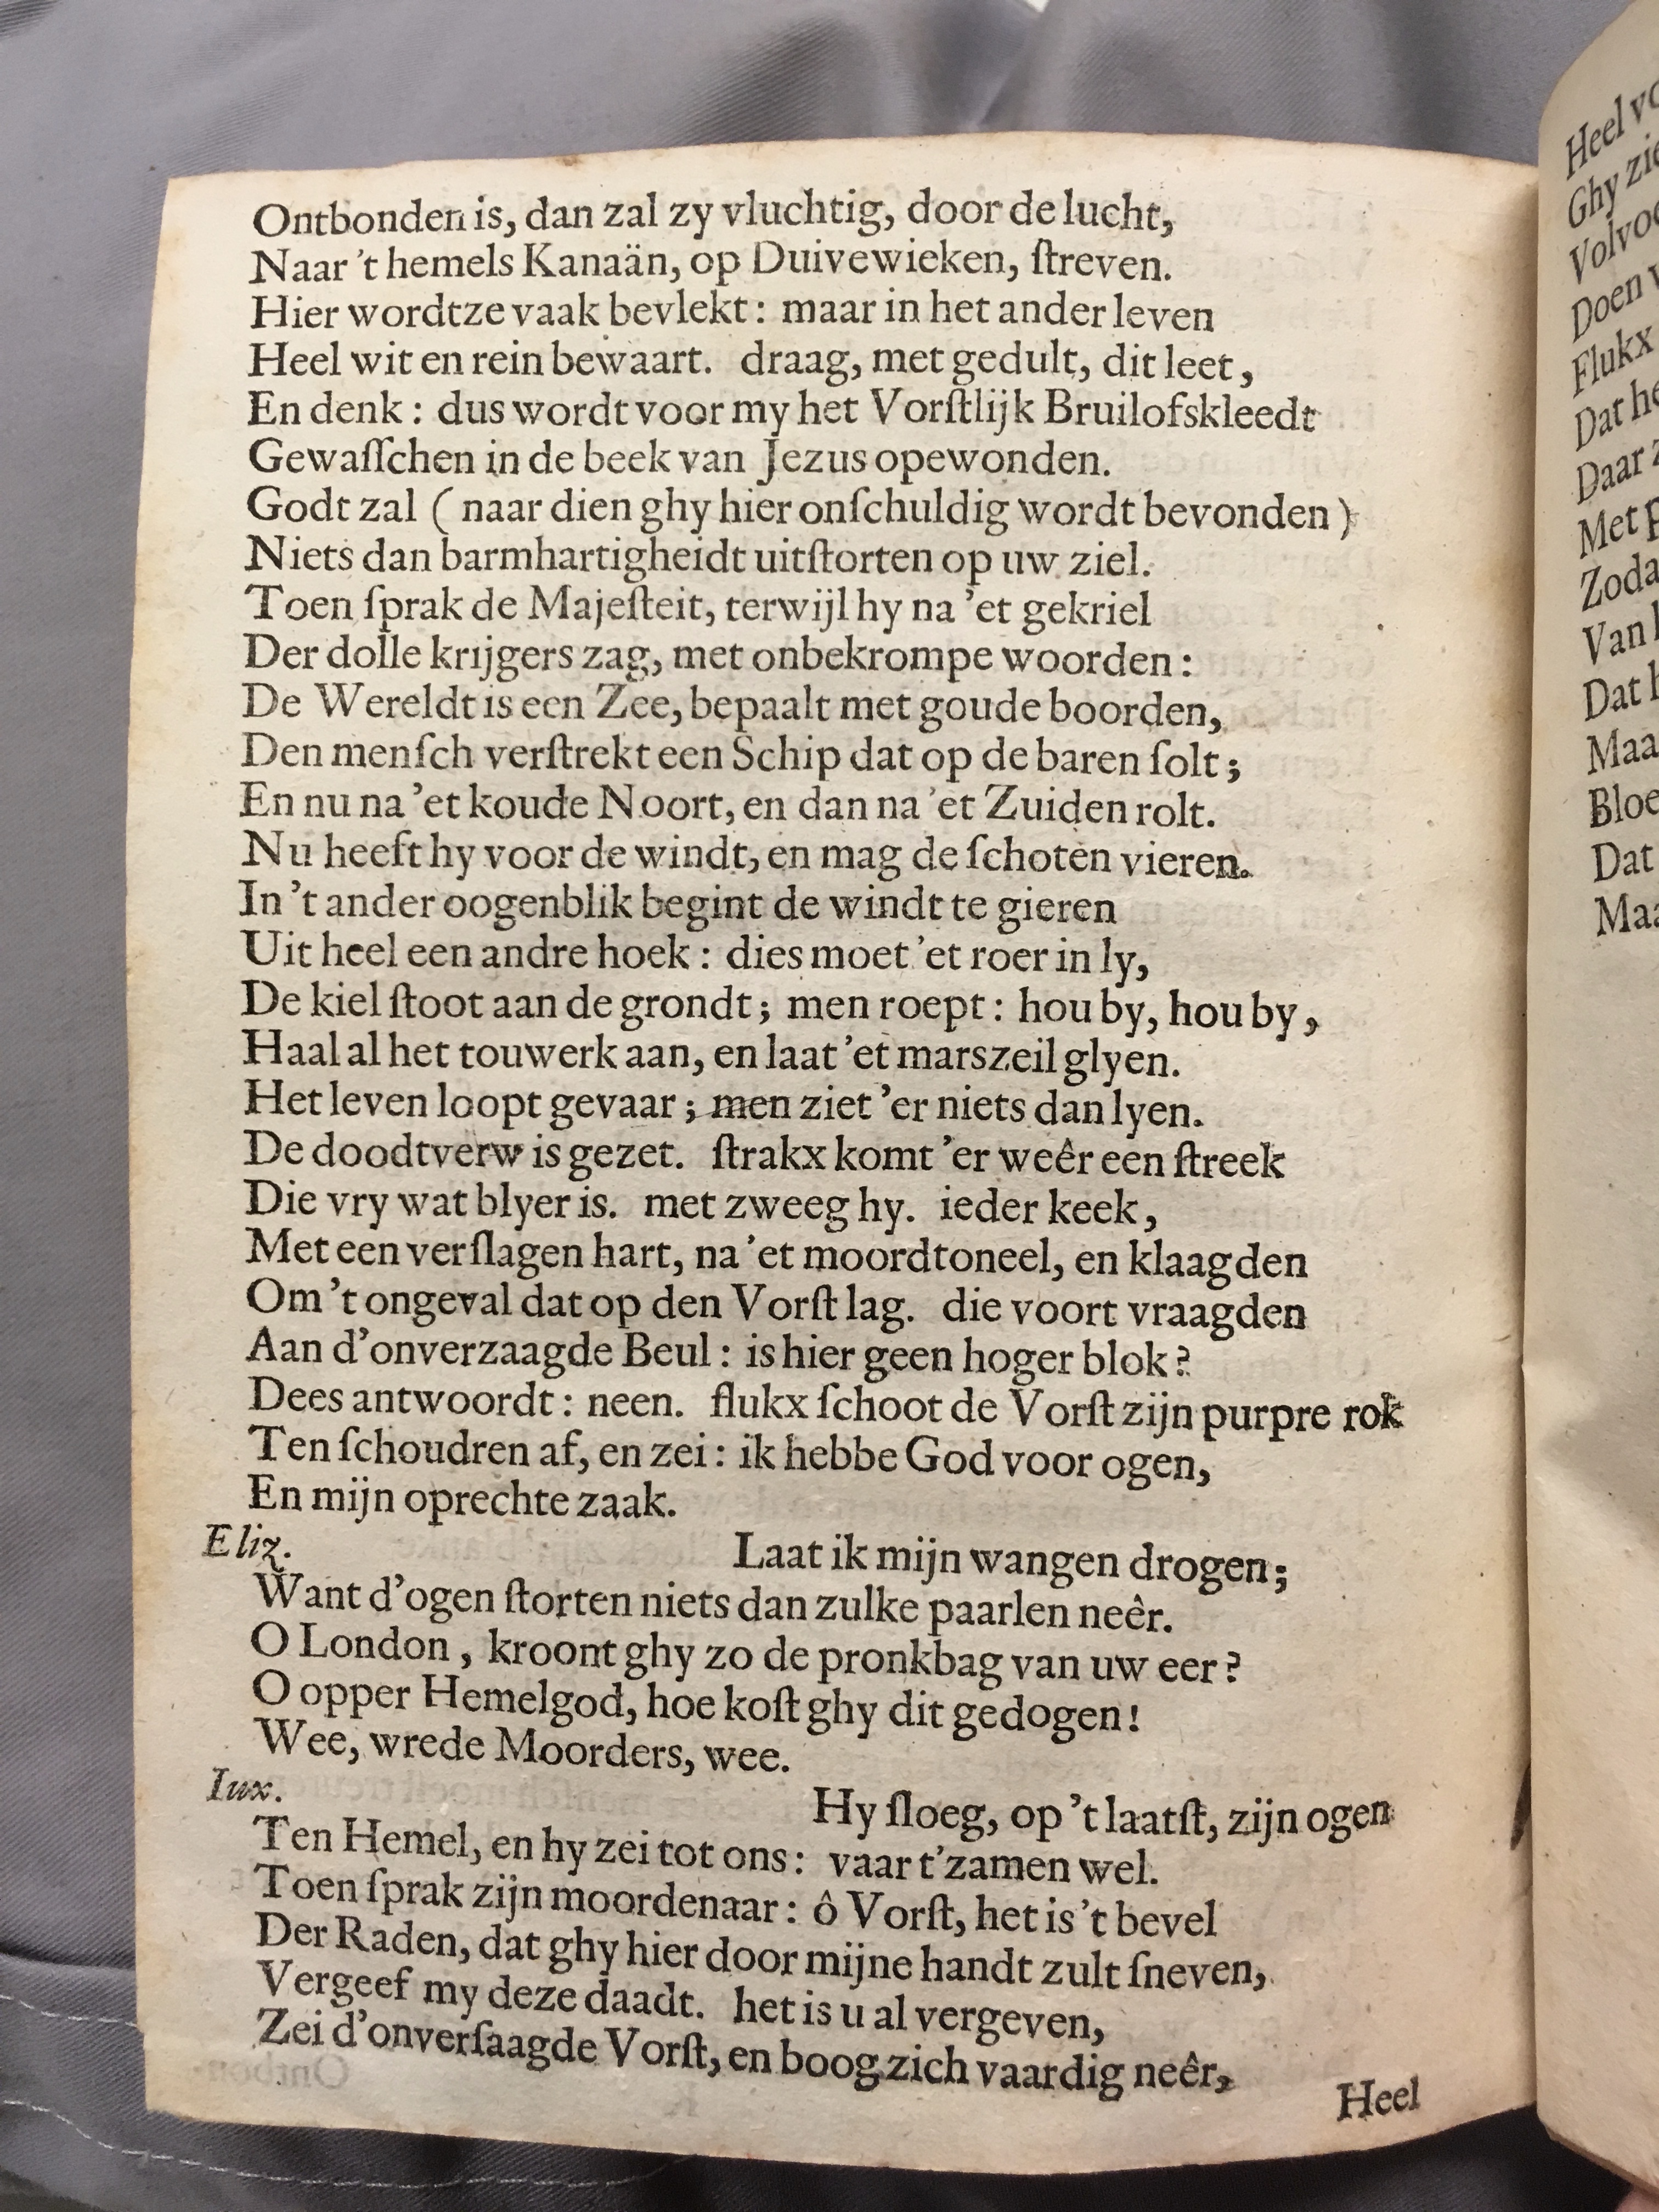 Ontbonden is, dan zal zy vluchtig, door de lucht,
Naar 't hemels Kanaän, op Duivewieken, ſtreven.
Hier wordtze vaak bevlekt: maar in het ander leven
Heel wit en rein bewaart. draag, met gedult, dit leet,
En denk: dus wordt voor my het Vorſtlijk Bruilofskleedt
Gewaſſchen in de beek van Jezus opewonden.
Godt zal (naar dien ghy hier onſchuldig wordt bevonden)
Niets dan barmhartigheidt uitſtorten op uw ziel.
Toen ſprak de Majeſteit, terwijl hy na 'et gekriel
Der dolle krijgers zag, met onbekrompe woorden:
De Wereldt is een Zee, bepaalt met goude boorden,
Den menſch verſtrekt een Schip dat op de baren ſolt;
En nu na 'et koude Noort, en dan na 'et Zuiden rolt.
Nu heeft hy voor de windt, en mag de ſchoten vieren.
In 't ander oogenblik begint de windt te gieren
Uit heel een andre hoek: dies moet 'et roer in ly,
De kiel ſtoot aan de grondt; men roept: hou by, hou by,
Haal al het touwerk aan, en laat 'et marszeil glyen.
Het leven loopt gevaar; men ziet 'er niets dan lyen.
De doodtverw is gezet. ſtrakx komt 'er weêr een ſtreek
Die vry wat blyer is. met zweeg hy. ieder keek,
Met een verſlagen hart, na 'et moordtoneel, en klaagden
Om 't ongeval dat op den Vorſt lag. die voort vraagden
Aan d'onverzaagde Beul: is hier geen hoger blok?
Dees antwoordt: neen. flukx ſchoot de Vorſt zijn purpre rok
Ten ſchoudren af, en zei: ik hebbe God voor ogen,
En mijn oprechte zaak.
Eliz. Laat ik mijn wangen drogen;
Want d'ogen ſtorten niets dan zulke paarlen neêr.
O London, kroont ghy zo de pronkbag van uw eer?
O opper Hemelgod, hoe koſt ghy dit gedogen!
Wee, wrede Moorders, wee.
Iux. Hy ſloeg, op 't laatſt, zijn ogen
Ten Hemel, en hy zei tot ons: vaar t'zamen wel.
Toen ſprak zijn moordenaar: ô Vorſt, het is 't bevel
Der Raden, dat ghy hier door mijne handt zult ſneven,
Vergeef my deze daadt. het is u al vergeven,
Zei d'onverſaagde Vorſt, en boog zich vaardig neêr,
Heel
Heel
Ghy
Doen
Flukx
Daar
Met
Van
Dat
Dat